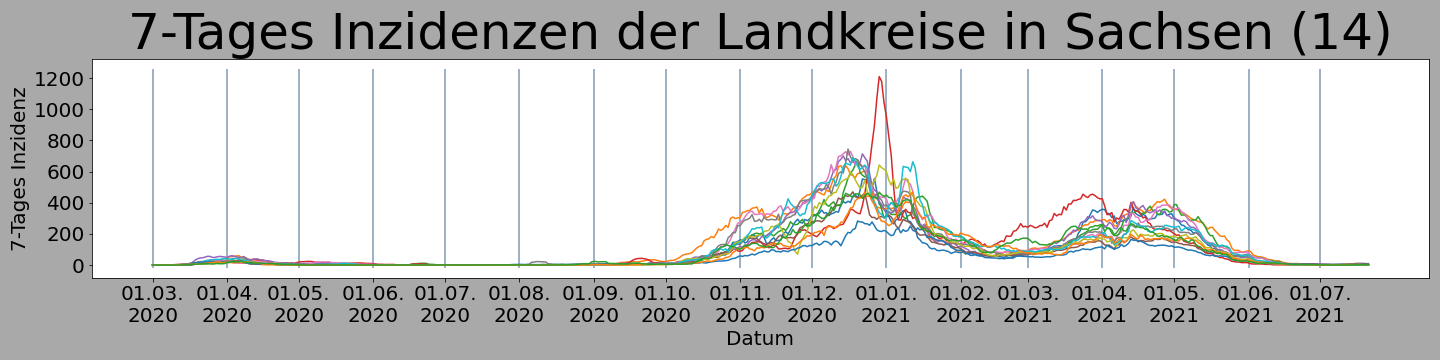 7-Tages Inzidenzen der Landkreise in Sachsen (14)
7-Tages Inzidenz
1200
1000
800
600
400
200
0
01.03. 01.04. 01.05. 01.06. 01.07. 01.08. 01.09. 01.10. 01.11. 01.12. 01.01. 01.02. 01.03. 01.04. 01.05. 01.06. 01.07.
2020 2020 2020 2020 2020 2020 2020 2020 2020 2020 2021 2021 2021 2021 2021 2021 2021
Datum